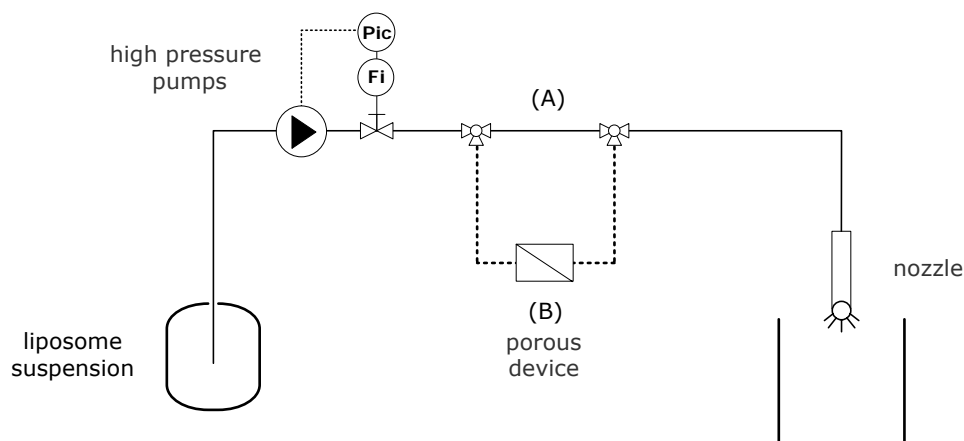 high pressure
pumps
Pic
Fi
(A)
(B)
porous
device
nozzle
liposome
suspension